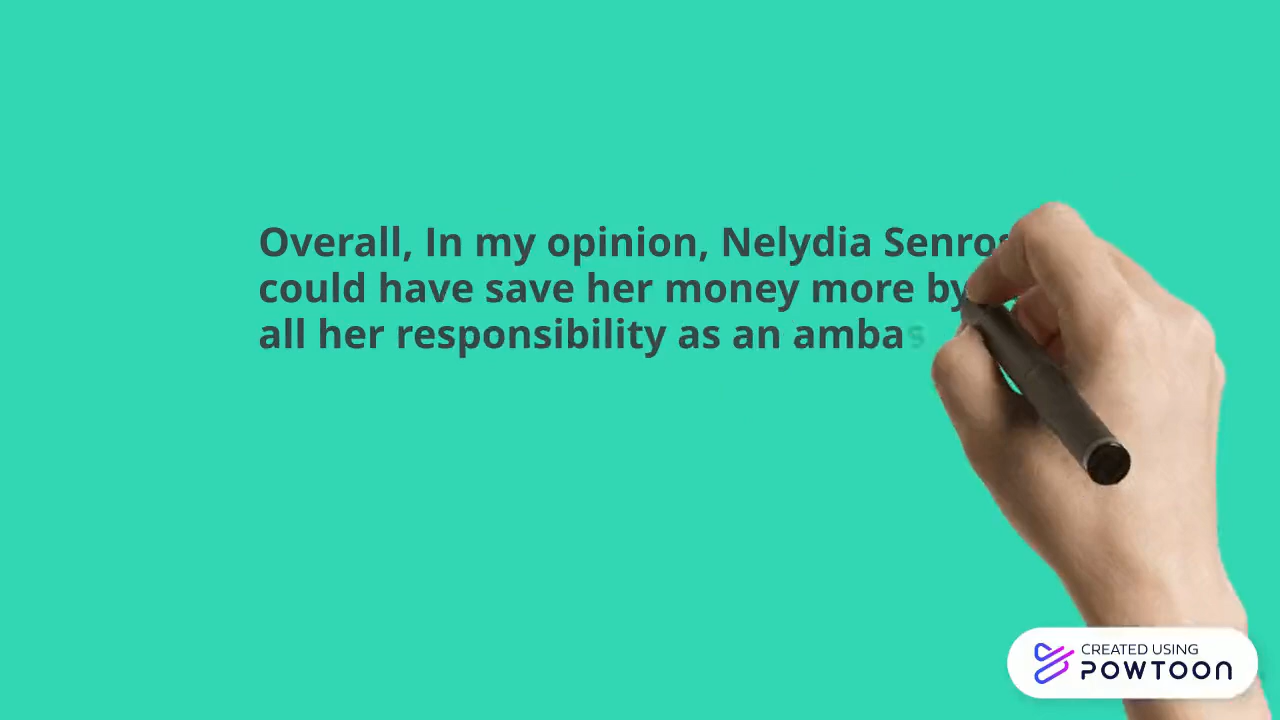 Overall, In my opinion, Nelydia
could have save her money more by
all her responsibility as an
CREATED USING
POWTOON